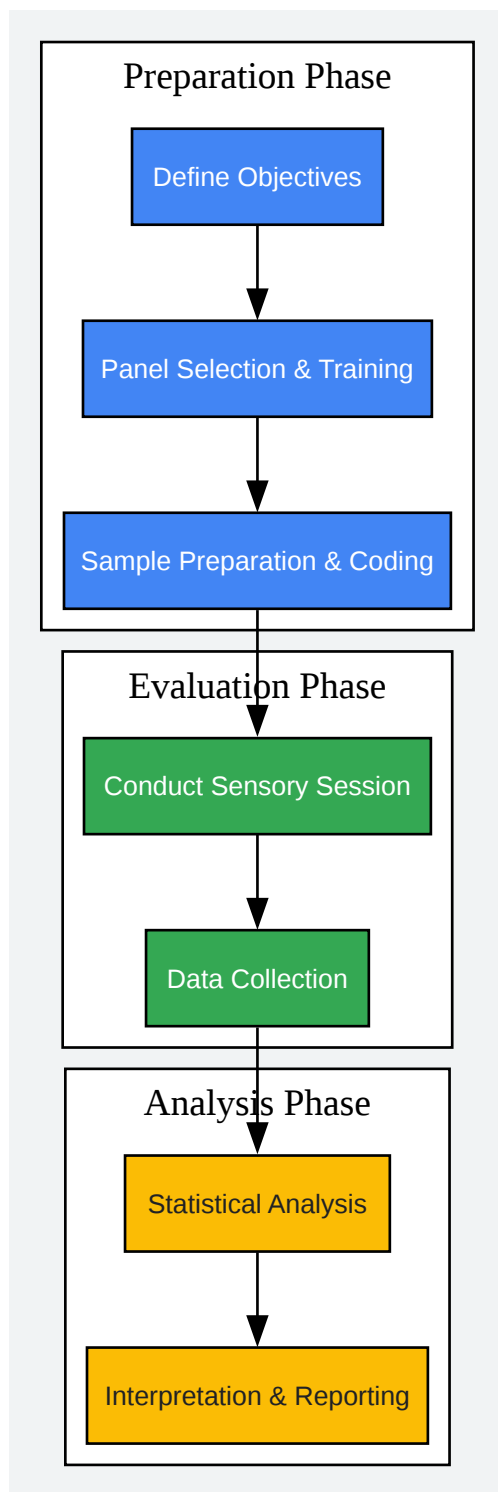 Preparation Phase
Define Objectives
Panel Selection & Training
Sample Preparation & Coding
Evaluation Phase
Conduct Sensory Session
Data Collection
Analysis Phase
Statistical Analysis
Interpretation & Reporting